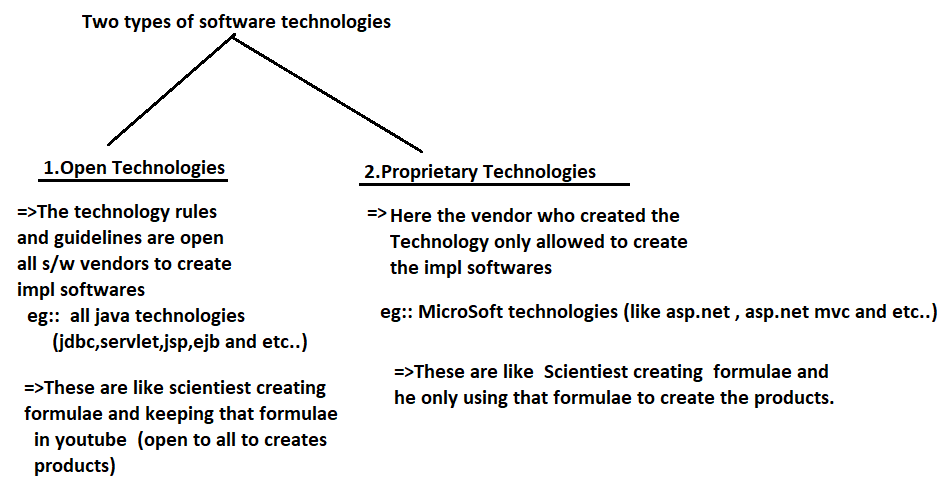 Two types of software technologies
1.Open Technologies
=>The technology rules
and guidelines are open
all s/w vendors to create
impl softwares
eg:: all java technologies
(jdbc,servlet,jsp,ejb and etc..)
=>These are like scientiest creating
formulae and keeping that formulae
in youtube (open to all to creates
products)
2.Proprietary Technologies
=> Here the vendor who created the
Technology only allowed to create
the impl softwares
eg:: MicroSoft technologies (like asp.net , asp.net mvc and etc..)
=>These are like Scientiest creating formulae and
he only using that formulae to create the products.